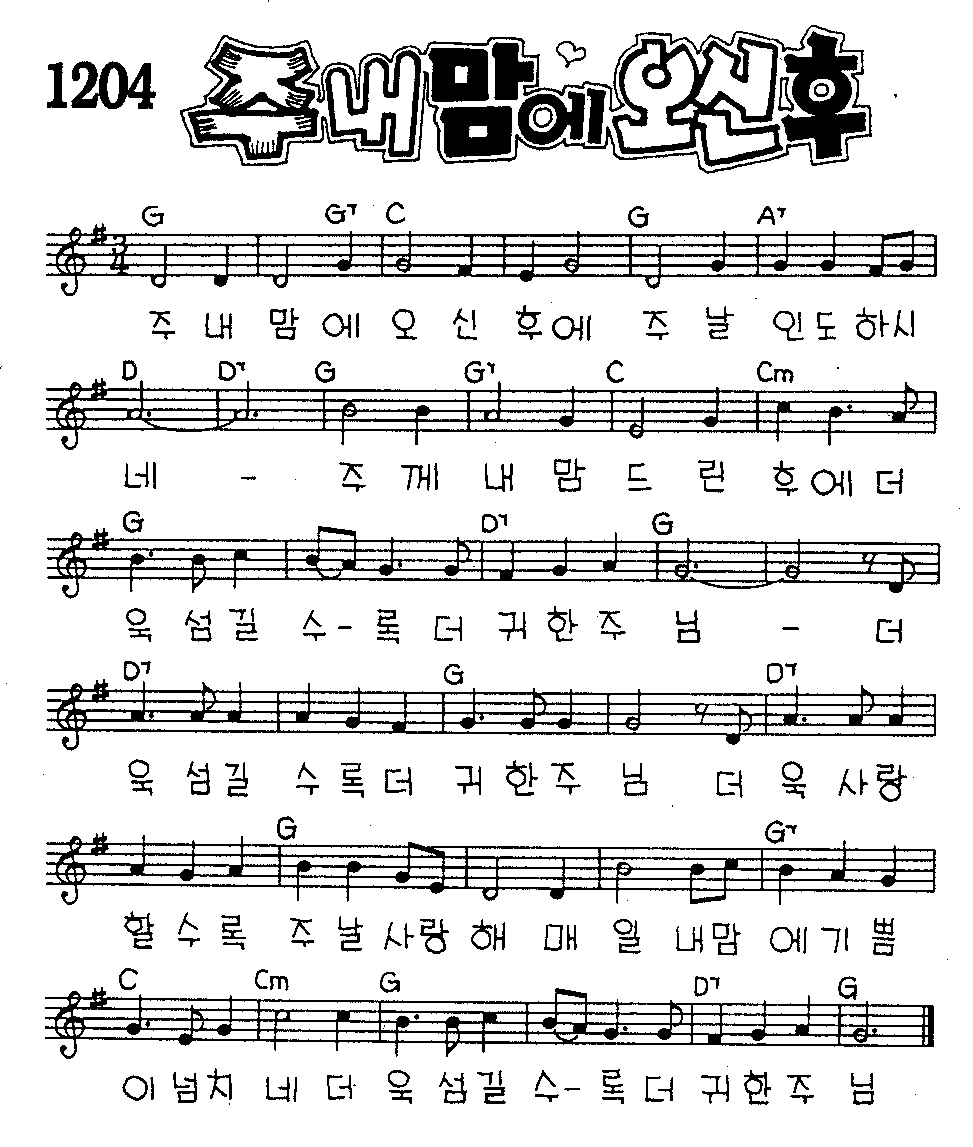 1204 주 내 맘에 오신 후
G G7 C G A7
3/4
주 내 맘 에 오 신 후 에 주 날 인 도 하 시
D D7 G G7 C Cm
네 - 주 께 내 맘 드 린 후 에 더
G D7 G
욱 섬 길 수 - 록 더 귀 한 주 님 - 더
D7 G D7
욱 섬 길 수 록 더 귀 한 주 님 더 욱 사 랑
G G7
할 수 록 주 날 사 랑 해 매 일 내 맘 에 기 쁨
C Cm G D7 G
이 넘 치 네 더 욱 섬 길 수 - 록 더 귀 한 주 님